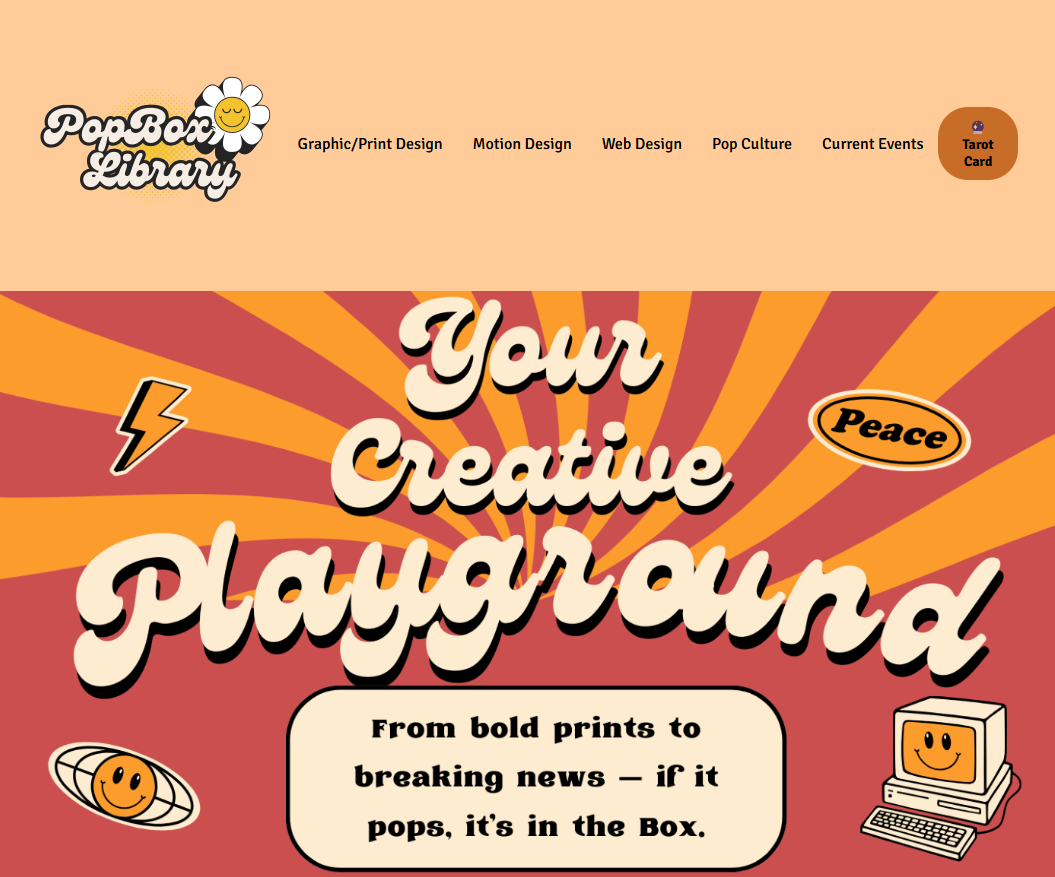 PopBox
Library
Graphic/Print Design
Motion Design
Web Design
Pop Culture
Current Events
Tarot
Card
Your
Creative
Playground
Peace
From bold prints to
breaking news — if it
pops, it's in the Box.